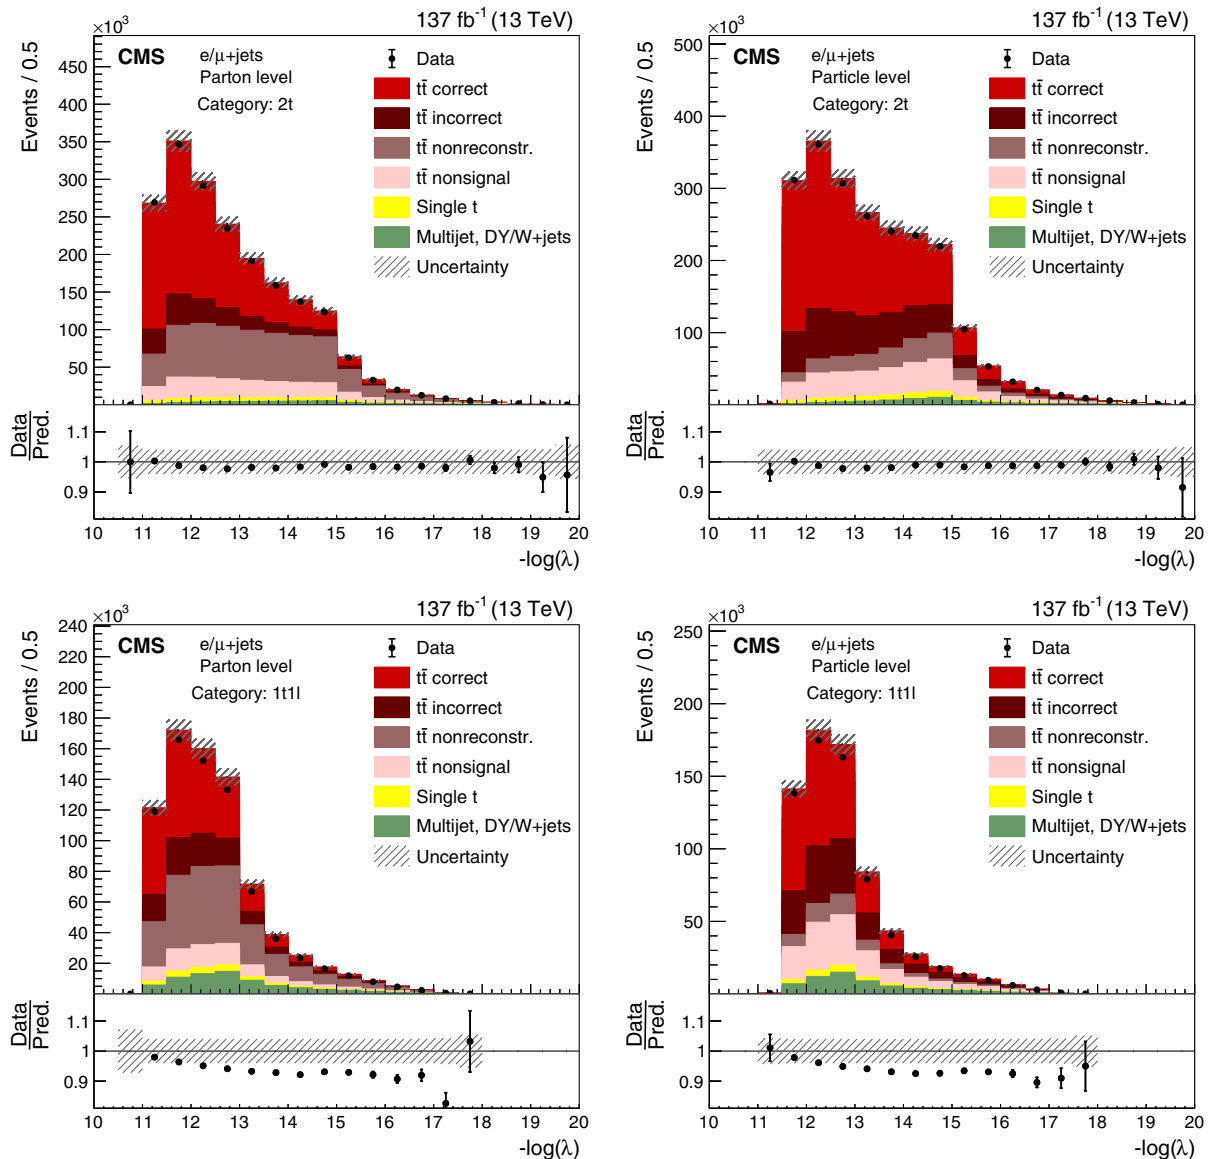 ×10³ 137 fb⁻¹ (13 TeV)
Events / 0.5
450
400
350
300
250
200
150
100
50
CMS e/μ+jets
Parton level
Category: 2t
Data
tt̄ correct
tt̄ incorrect
tt̄ nonreconstr.
tt̄ nonsignal
Single t
Multijet, DY/W+jets
Uncertainty
Data
Pred.
1.1
1
0.9
10 11 12 13 14 15 16 17 18 19 20
-log(λ)
×10³ 137 fb⁻¹ (13 TeV)
Events / 0.5
500
400
300
200
100
CMS e/μ+jets
Particle level
Category: 2t
Data
tt̄ correct
tt̄ incorrect
tt̄ nonreconstr.
tt̄ nonsignal
Single t
Multijet, DY/W+jets
Uncertainty
Data
Pred.
1.1
1
0.9
10 11 12 13 14 15 16 17 18 19 20
-log(λ)
×10³ 137 fb⁻¹ (13 TeV)
Events / 0.5
240
220
200
180
160
140
120
100
80
60
40
20
CMS e/μ+jets
Parton level
Category: 1t1l
Data
tt̄ correct
tt̄ incorrect
tt̄ nonreconstr.
tt̄ nonsignal
Single t
Multijet, DY/W+jets
Uncertainty
Data
Pred.
1.1
1
0.9
10 11 12 13 14 15 16 17 18 19 20
-log(λ)
×10³ 137 fb⁻¹ (13 TeV)
Events / 0.5
250
200
150
100
50
CMS e/μ+jets
Particle level
Category: 1t1l
Data
tt̄ correct
tt̄ incorrect
tt̄ nonreconstr.
tt̄ nonsignal
Single t
Multijet, DY/W+jets
Uncertainty
Data
Pred.
1.1
1
0.9
10 11 12 13 14 15 16 17 18 19 20
-log(λ)